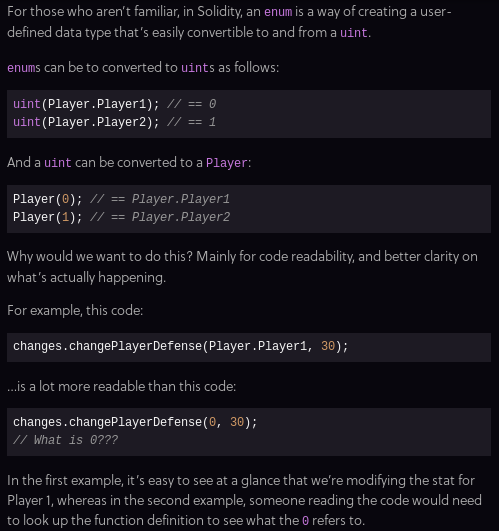 For those who aren't familiar, in Solidity, an enum is a way of creating a user-
defined data type that's easily convertible to and from a uint.
enums can be to converted to uints as follows:
uint(Player.Player1); // == 0
uint(Player.Player2); // == 1
And a uint can be converted to a Player:
Player(0); // == Player.Player1
Player(1); // == Player.Player2
Why would we want to do this? Mainly for code readability, and better clarity on
what's actually happening.
For example, this code:
changes.changePlayerDefense(Player.Player1, 30);
...is a lot more readable than this code:
changes.changePlayerDefense(0, 30);
// What is 0???
In the first example, it's easy to see at a glance that we're modifying the stat for
Player 1, whereas in the second example, someone reading the code would need
to look up the function definition to see what the 0 refers to.